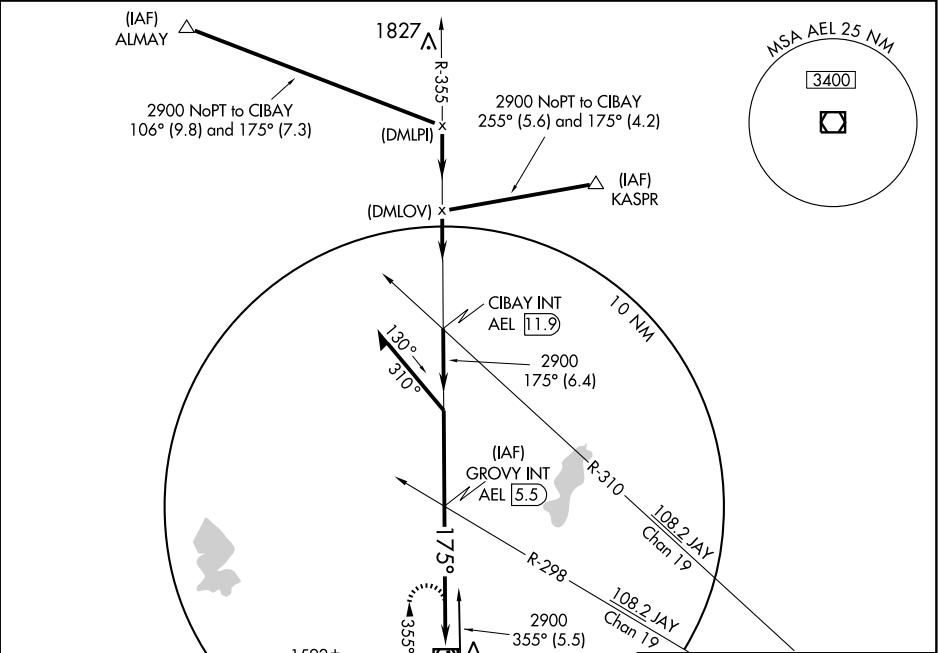 (IAF)
ALMAY
1827
R-355
MSA AEL 25 NM
3400
2900 NoPT to CIBAY
106° (9.8) and 175° (7.3)
2900 NoPT to CIBAY
255° (5.6) and 175° (4.2)
(DMLPI) x
(IAF)
KASPR
(DMLOV) x
10 NM
CIBAY INT
AEL 11.9
130°
310°
2900
175° (6.4)
(IAF)
GROVY INT
AEL 5.5
R-310
108.2 JAY
Chan 19
175°
R-298
108.2 JAY
Chan 19
355°
2900
355° (5.5)